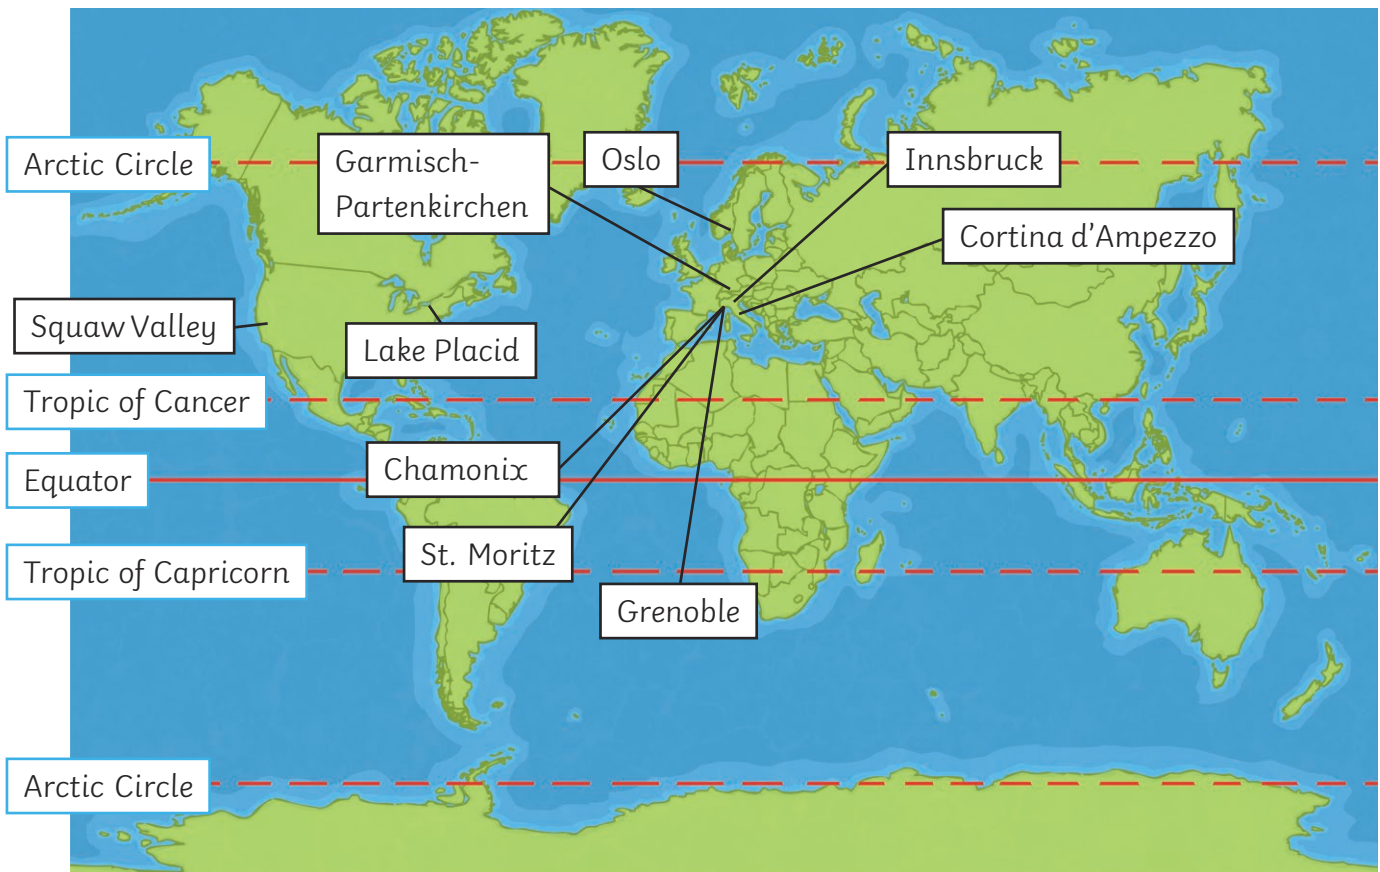 Arctic Circle
Garmisch-
Partenkirchen
Oslo
Innsbruck
Cortina d'Ampezzo
Squaw Valley
Lake Placid
Tropic of Cancer
Chamonix
Equator
St. Moritz
Tropic of Capricorn
Grenoble
Arctic Circle